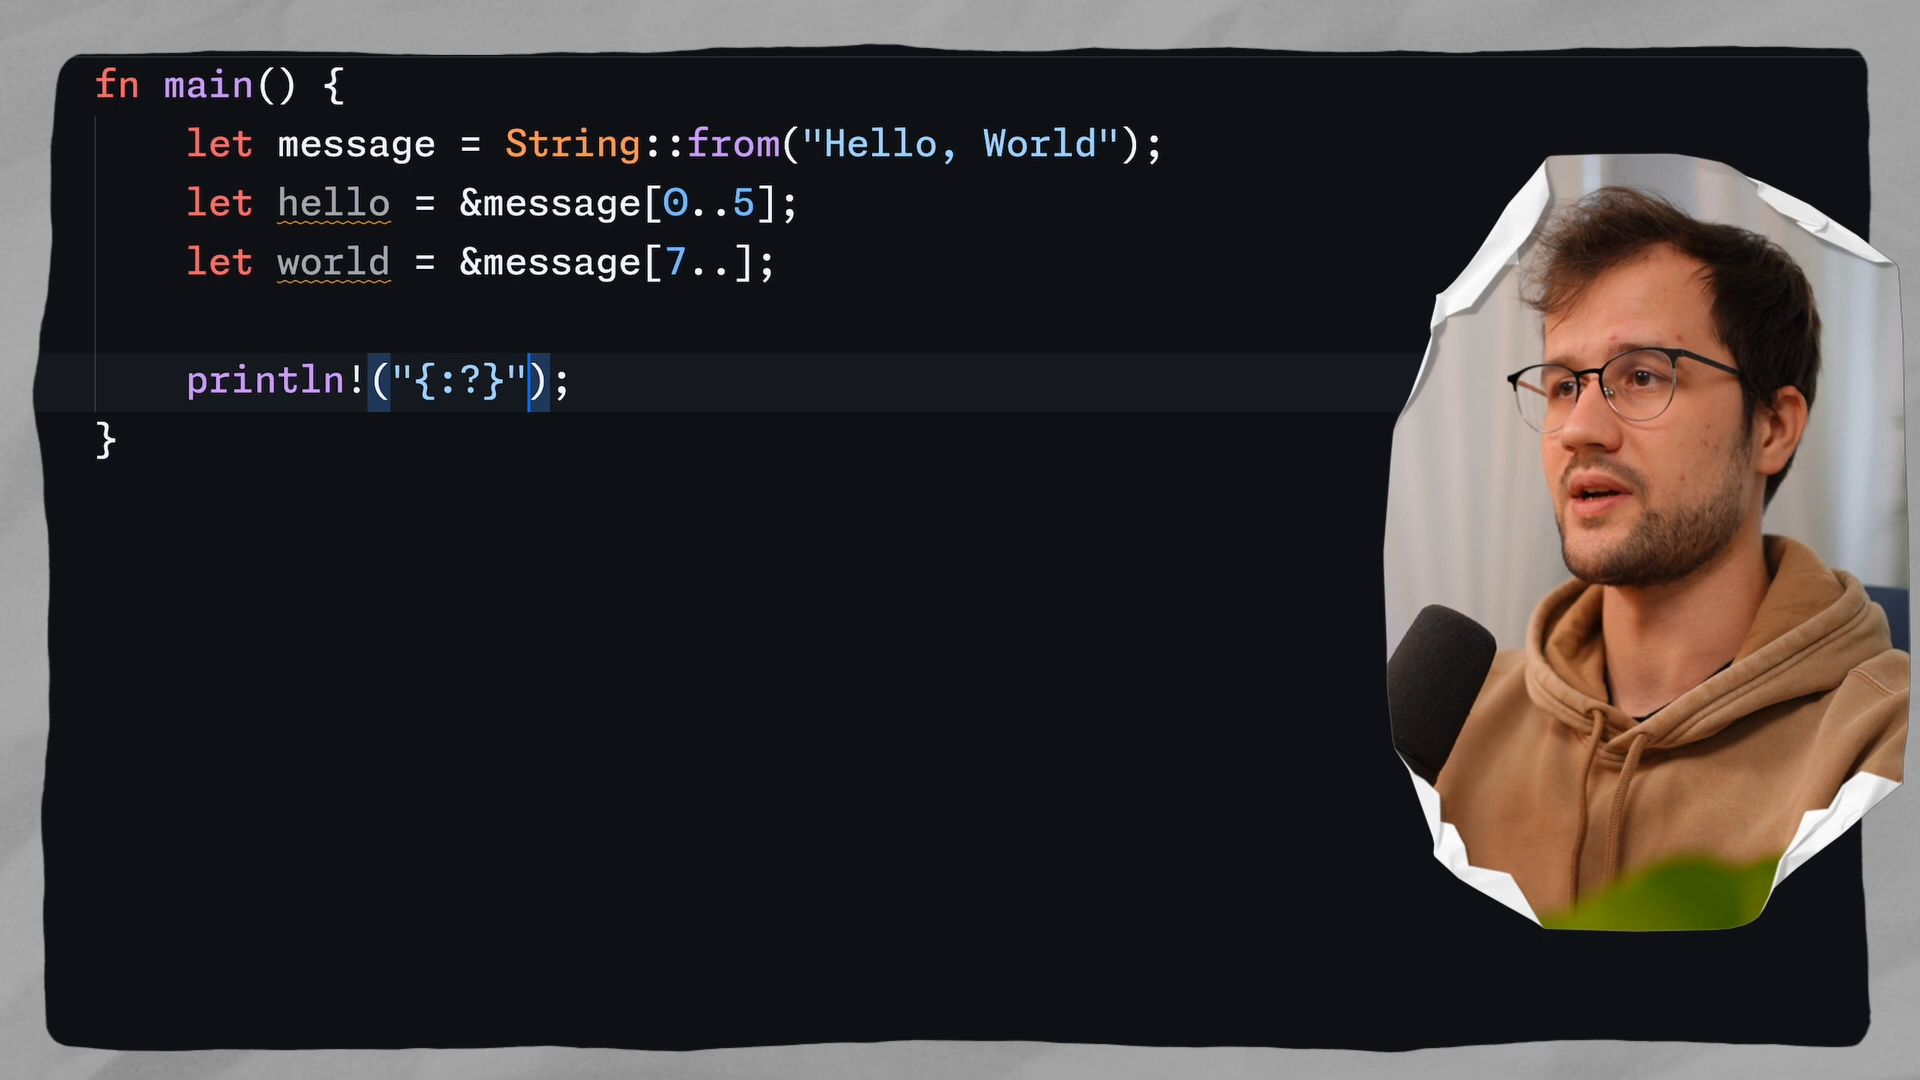 fn main() {
    let message = String::from("Hello, World");
    let hello = &message[0..5];
    let world = &message[7..];
    println!("{:?}");
}